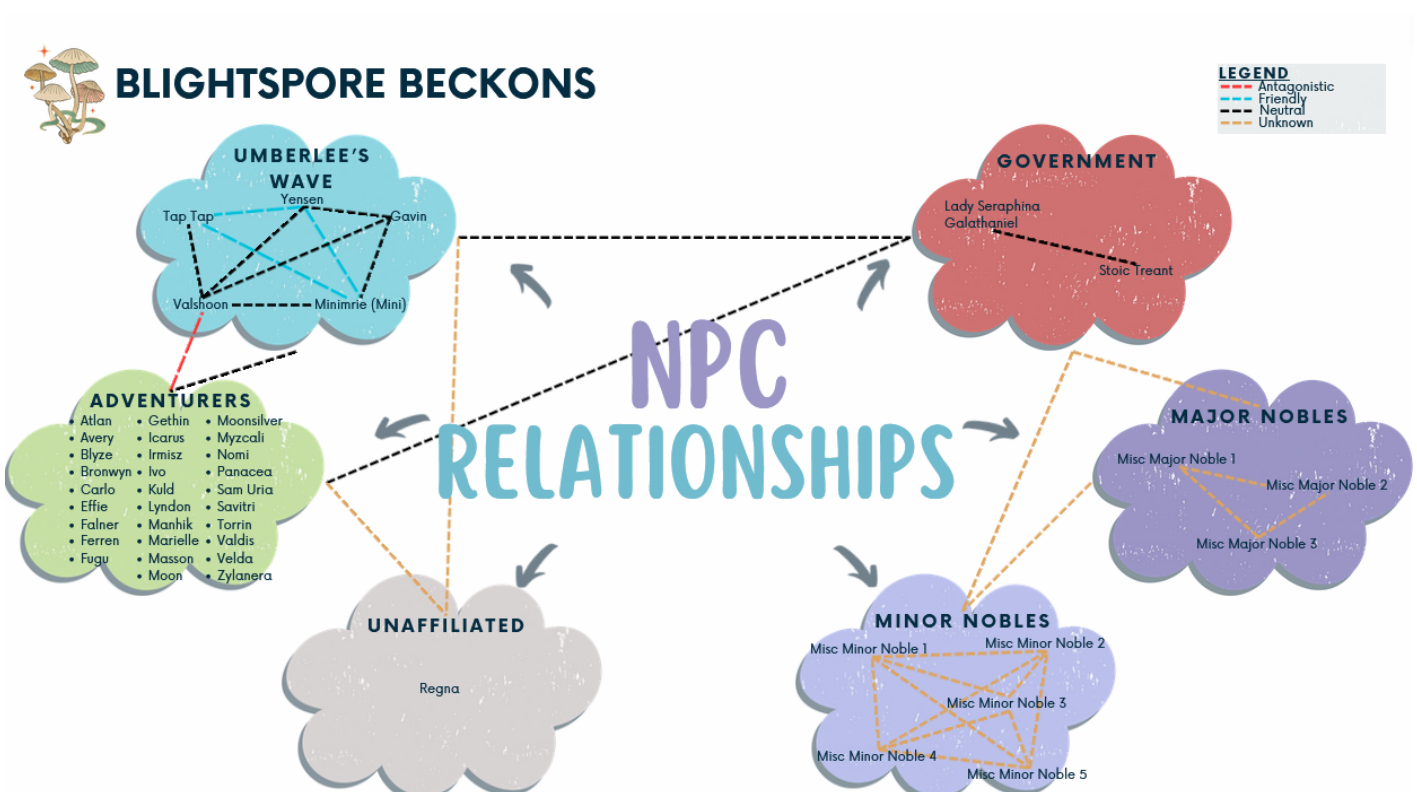 BLIGHTSPORE BECKONS
LEGEND
Antagonistic
Friendly
Neutral
Unknown
UMBERLEE'S
WAVE
Yensen
Tap Tap
Gavin
Valshoon
Minimrie (Mini)
GOVERNMENT
Lady Seraphina
Galathaniel
Stoic Treant
NPC
RELATIONSHIPS
ADVENTURERS
Atlan
Avery
Blyze
Bronwyn
Carlo
Effie
Falner
Ferren
Fugu
Gethin
Icarus
Irmisz
Ivo
Kuld
Lyndon
Manhik
Marielle
Masson
Moon
Moonsilver
Myzcali
Nomi
Panacea
Sam Uria
Savitri
Torrin
Valdis
Velda
Zylanera
MAJOR NOBLES
Misc Major Noble 1
Misc Major Noble 2
Misc Major Noble 3
UNAFFILIATED
Regna
MINOR NOBLES
Misc Minor Noble 1
Misc Minor Noble 2
Misc Minor Noble 3
Misc Minor Noble 4
Misc Minor Noble 5